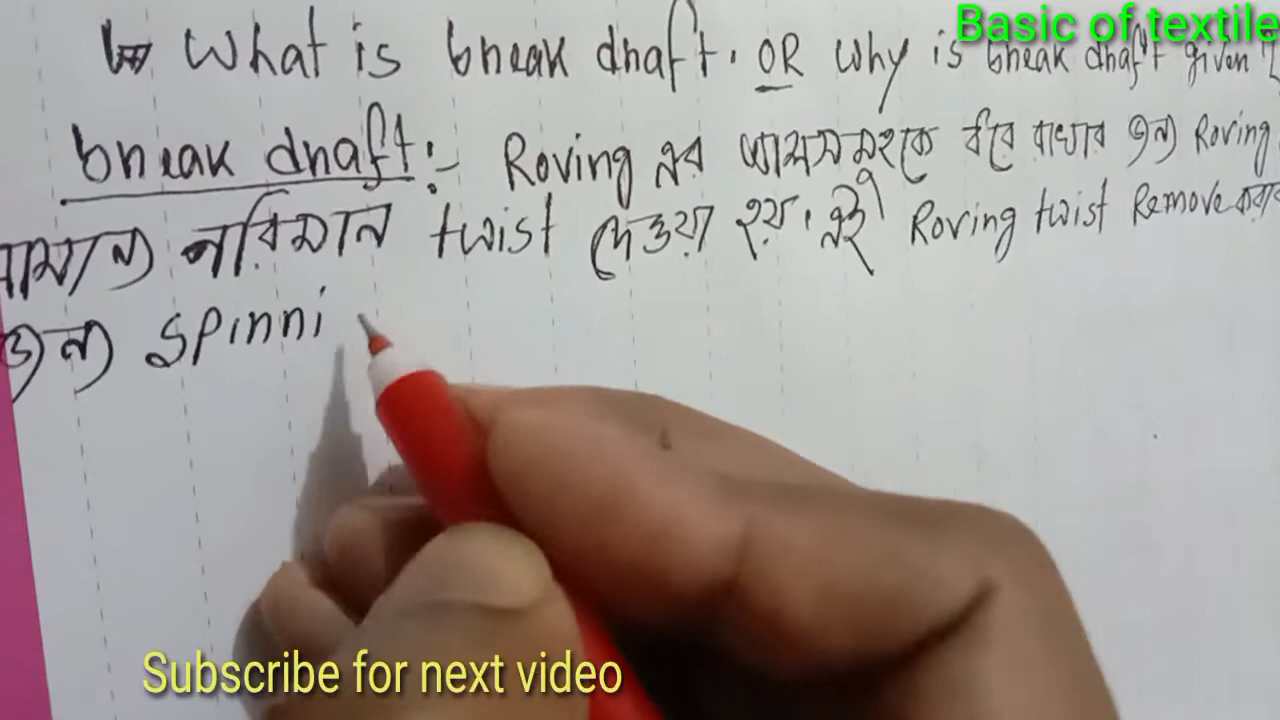 Basic of textile
What is break draft. OR Why is break draft given
break draft:- Roving এর আঁশসমূহকে ধরে রাখার জন্য Roving
সামান্য পরিমান twist দেওয়া হয়। এই Roving twist Remove করার
জন্য Spinni
Subscribe for next video